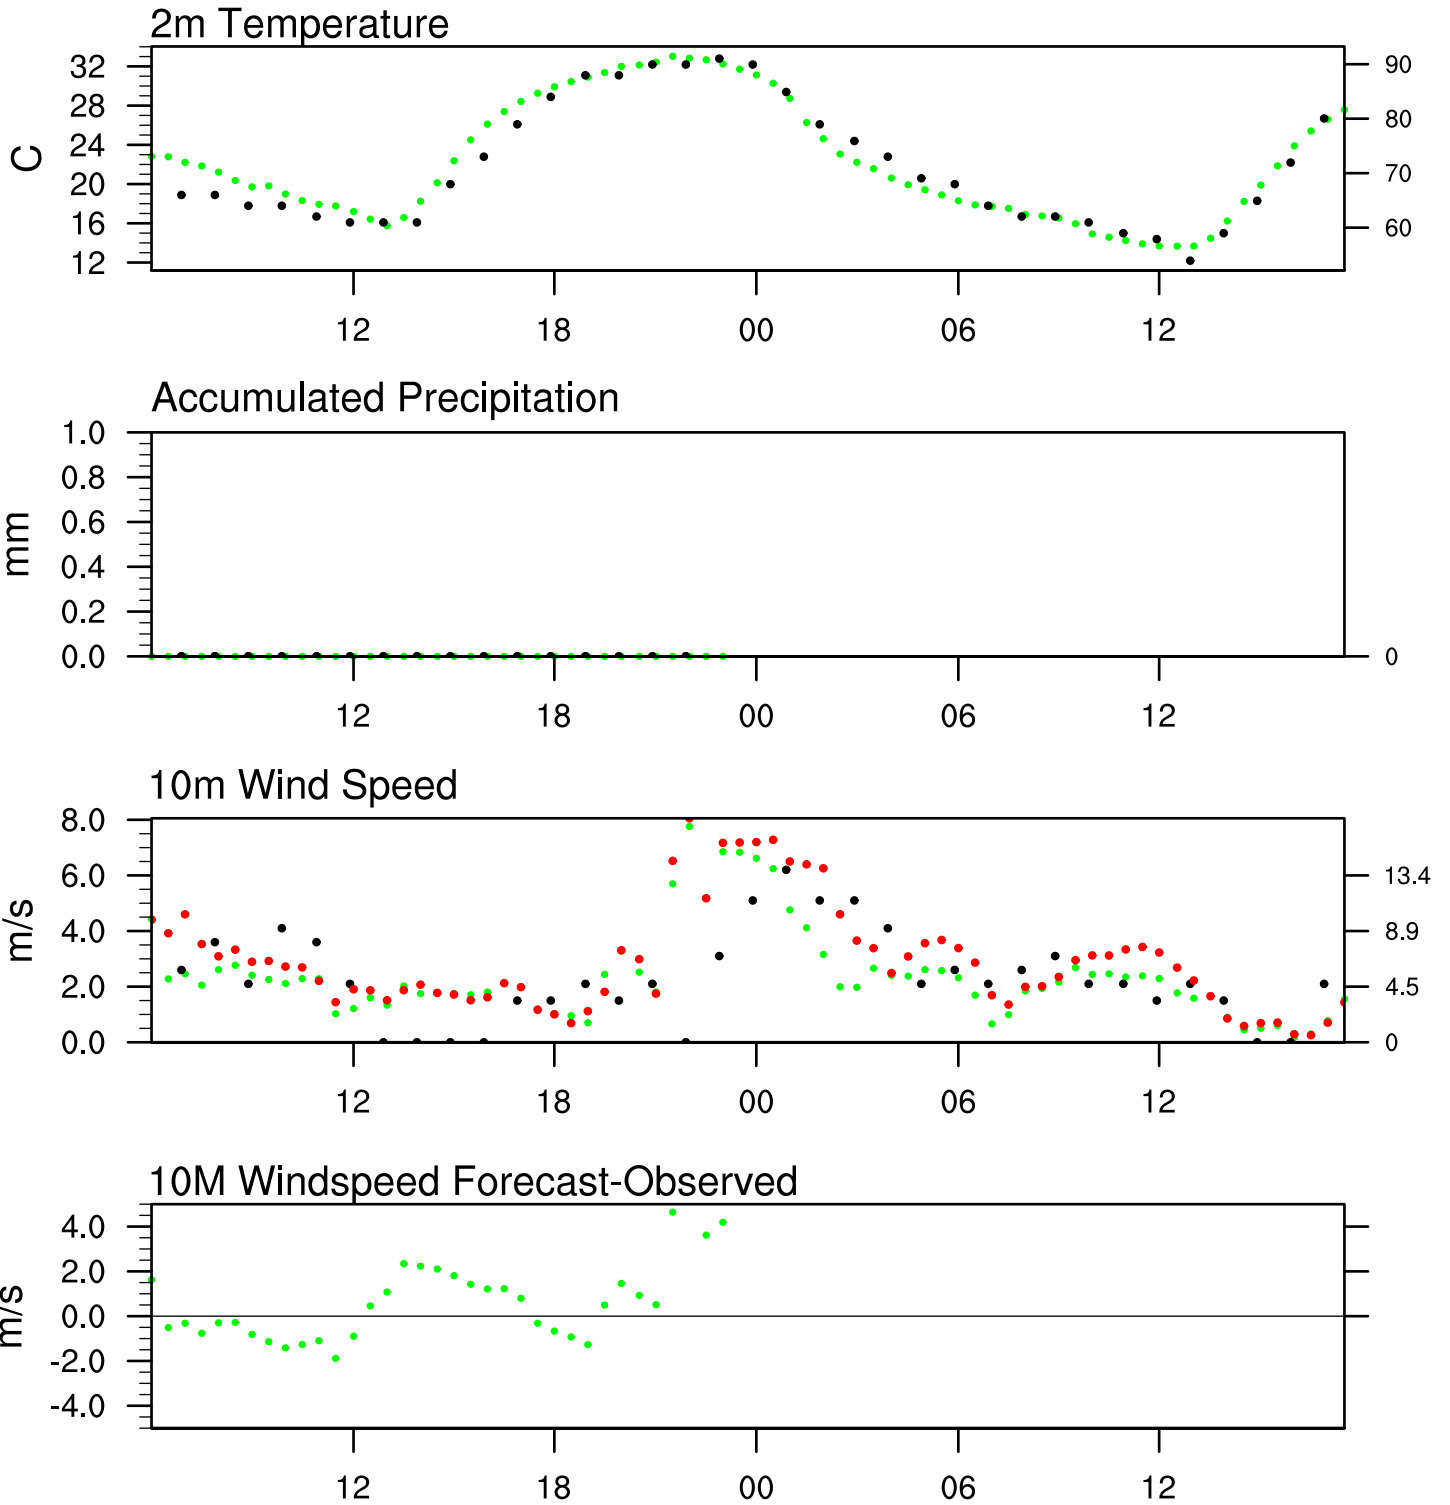 2m Temperature
32
28
24
20
16
12
C
90
80
70
60
12 18 00 06 12
Accumulated Precipitation
1.0
0.8
0.6
0.4
0.2
0.0
mm
0
12 18 00 06 12
10m Wind Speed
8.0
6.0
4.0
2.0
0.0
m/s
13.4
8.9
4.5
0
12 18 00 06 12
10M Windspeed Forecast-Observed
4.0
2.0
0.0
-2.0
-4.0
m/s
12 18 00 06 12